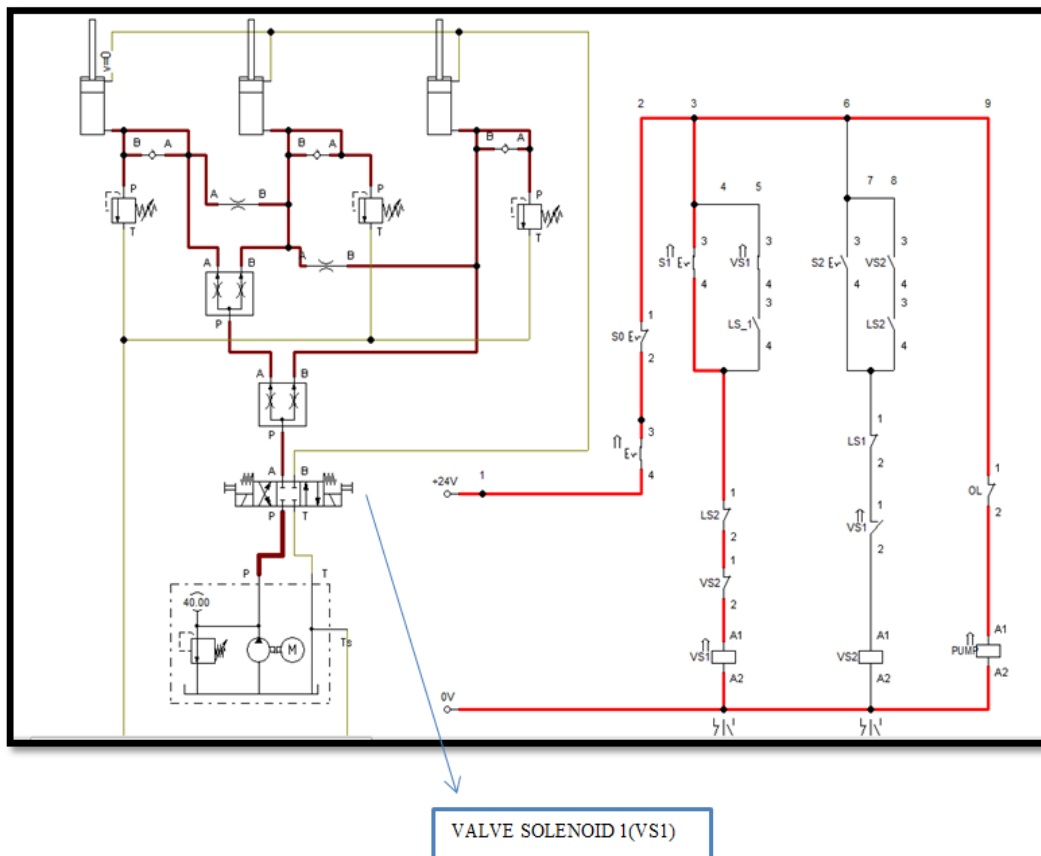 v=0
2 3 6 9
B A B A B A
P P P
T T T
A B
4 5 7 8
A B
A B
P
3 3 3 3
S1 VS1 S2 VS2
4 4 4 4
3 3
LS_1 LS2
4 4
1
S0
2
A B
P
3
4
+24V 1
1
LS1
2
A B
P T
1
LS2
2
1
VS1
2
1
OL
2
1
VS2
2
P T
40.00
M
Ts
A1 A1 A1
VS1 VS2 PUMP
A2 A2 A2
0V
VALVE SOLENOID 1(VS1)